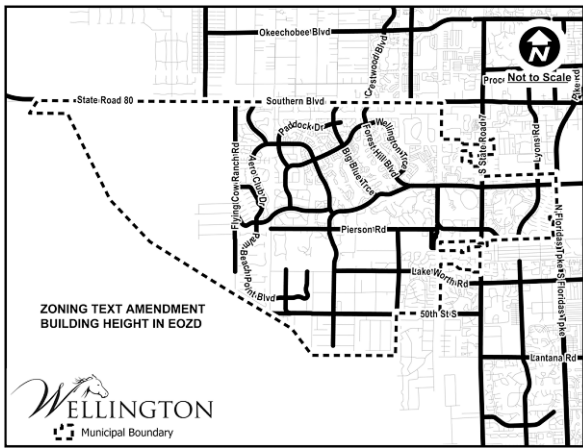 Okeechobee Blvd
Crestwood Blvd
N
Not to Scale
State Road 80
Southern Blvd
Paddock Dr
Wellington Trce
Forest Hill Blvd
Big Blue Trce
Aero Club Dr
Flying Cow Ranch Rd
S State Road 7
Lyons Rd
Pierson Rd
Palm Beach Point Blvd
Lake Worth Rd
N Floridas Tpke
S Floridas Tpke
50th St S
Lantana Rd
ZONING TEXT AMENDMENT
BUILDING HEIGHT IN EOZD
WELLINGTON
Municipal Boundary